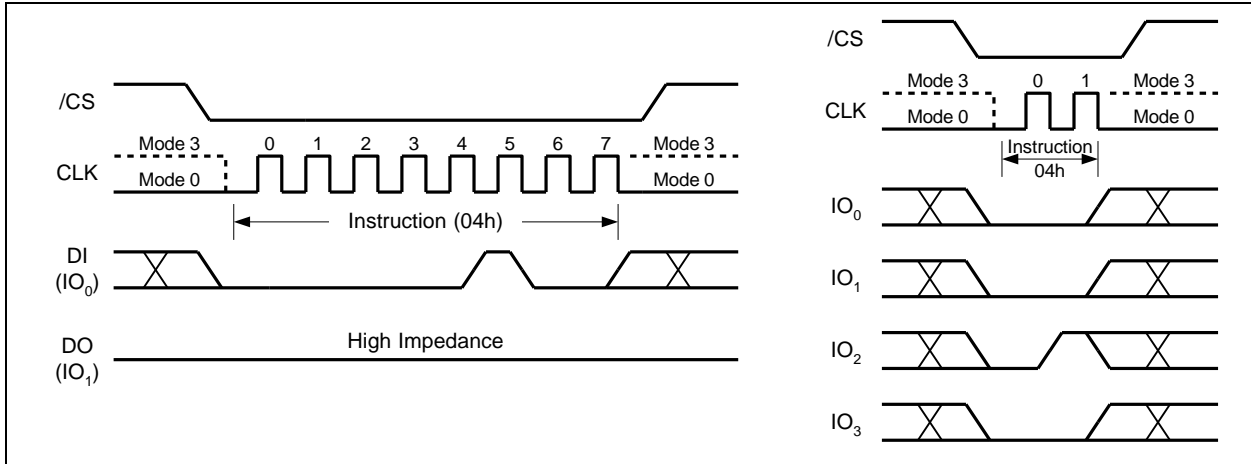 /CS
Mode 3 0 1 2 3 4 5 6 7 Mode 3
CLK
Mode 0 Mode 0
Instruction (04h)
DI
(IO0)
High Impedance
DO
(IO1)
/CS
Mode 3 0 1 Mode 3
CLK
Mode 0 Mode 0
Instruction
04h
IO0
IO1
IO2
IO3